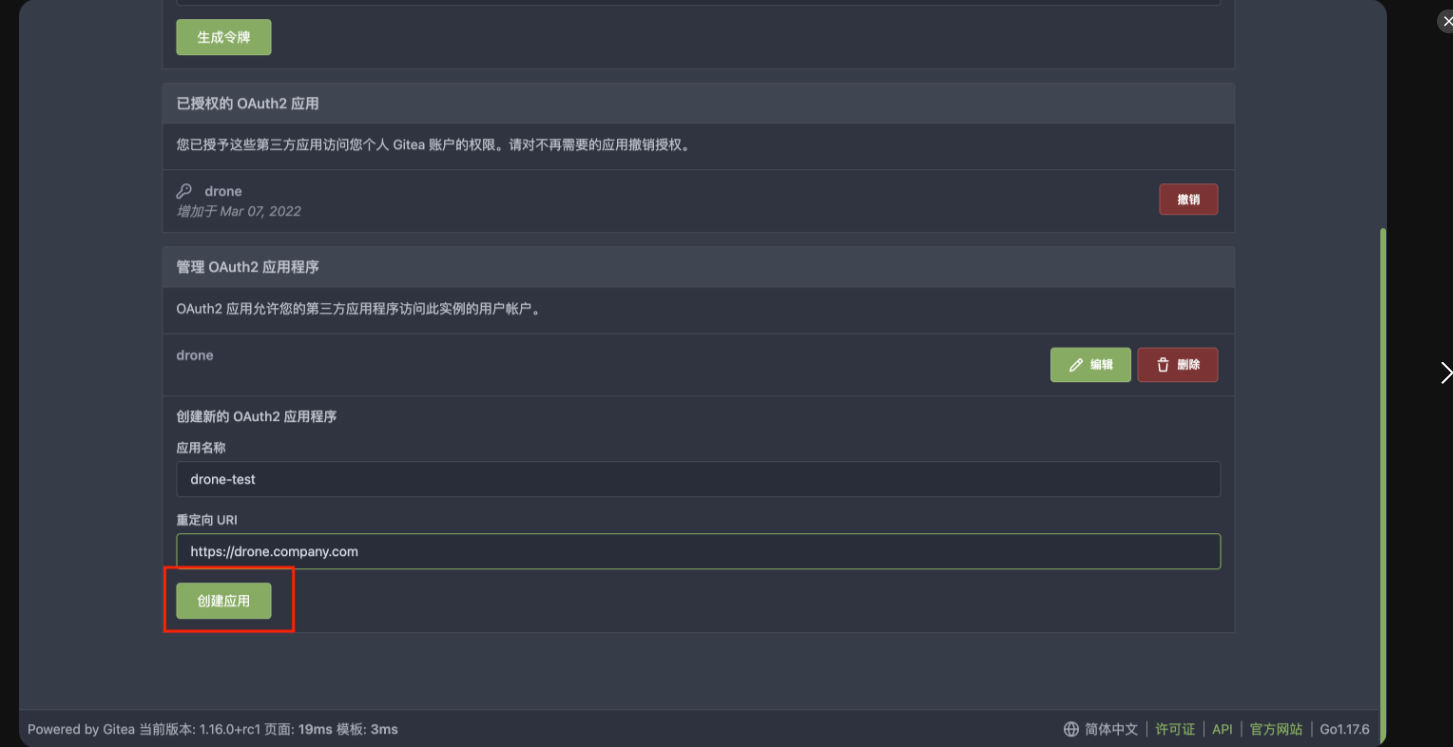 生成令牌
已授权的 OAuth2 应用
您已授予这些第三方应用访问您个人 Gitea 账户的权限。请对不再需要的应用撤销授权。
drone
增加于 Mar 07, 2022
撤销
管理 OAuth2 应用程序
OAuth2 应用允许您的第三方应用程序访问此实例的用户帐户。
drone
编辑
删除
创建新的 OAuth2 应用程序
应用名称
drone-test
重定向 URI
https://drone.company.com
创建应用
Powered by Gitea 当前版本: 1.16.0+rc1 页面: 19ms 模板: 3ms
简体中文 | 许可证 | API | 官方网站 | Go1.17.6